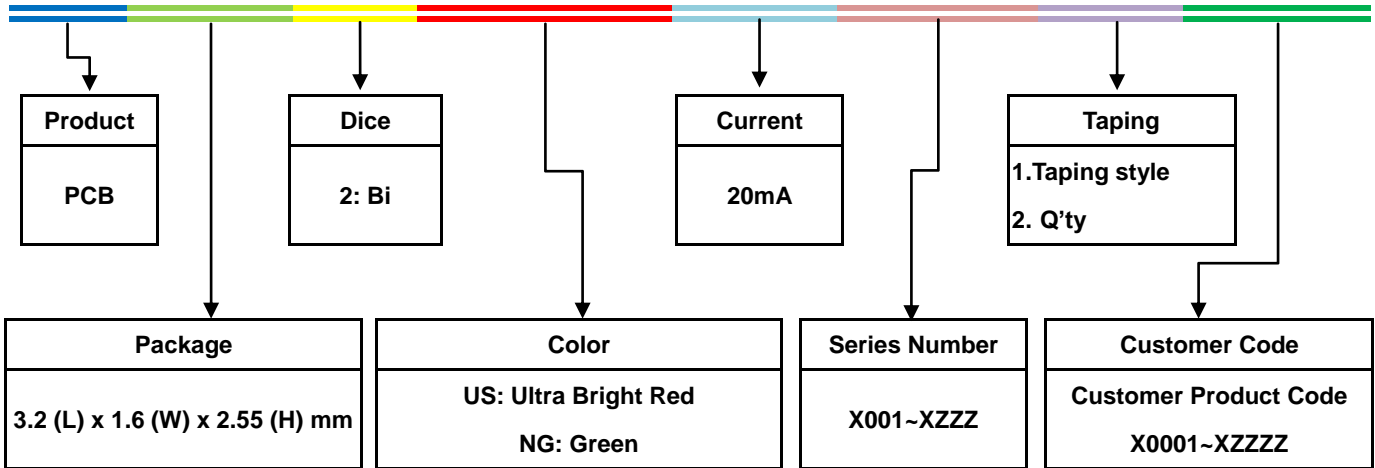 Product
PCB
Dice
2: Bi
Current
20mA
Taping
1.Taping style
2. Q’ty
Package
3.2 (L) x 1.6 (W) x 2.55 (H) mm
Color
US: Ultra Bright Red
NG: Green
Series Number
X001~XZZZ
Customer Code
Customer Product Code
X0001~XZZZZ